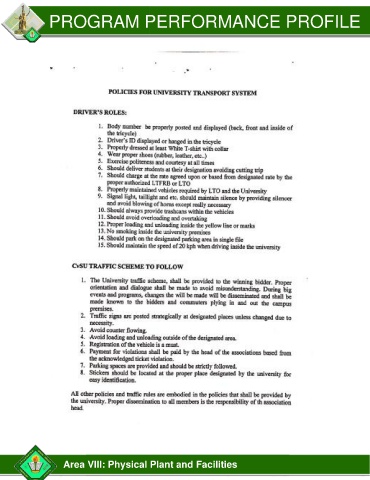 PROGRAM PERFORMANCE PROFILE
POLICIES FOR UNIVERSITY TRANSPORT SYSTEM
DRIVER'S ROLES:
1. Body number be properly posted and displayed (back, front and inside of
the tricycle)
2. Driver's ID displayed or hanged in the tricycle
3. Properly dressed at least White T-shirt with collar
4. Wear proper shoes (rubber, leather, etc..)
5. Exercise politeness and courtesy at all times
6. Should deliver students at their designation avoiding cutting trip
7. Should charge at the rate agreed upon or based from designated rate by the
proper authorized LTFRB or LTO
8. Properly maintained vehicles required by LTO and the University
9. Signal light, taillight and etc. should maintain silence by providing silencer
and avoid blowing of horns except really necessary
10. Should always provide trashcans within the vehicles
11. Should avoid overloading and overtaking
12. Proper loading and unloading inside the yellow line or marks
13. No smoking inside the university premises
14. Should park on the designated parking area in single file
15. Should maintain the speed of 20 kph when driving inside the university
CvSU TRAFFIC SCHEME TO FOLLOW
1. The University traffic scheme, shall be provided to the winning bidder. Proper
orientation and dialogue shall be made to avoid misunderstanding. During big
events and programs, changes the will be made will be disseminated and shall be
made known to the bidders and commuters plying in and out the campus
premises.
2. Traffic signs are posted strategically at designated places unless changed due to
necessity.
3. Avoid counter flowing.
4. Avoid loading and unloading outside of the designated area.
5. Registration of the vehicle is a must.
6. Payment for violations shall be paid by the head of the associations based from
the acknowledged ticket violation.
7. Parking spaces are provided and should be strictly followed.
8. Stickers should be located at the proper place designated by the university for
easy identification.
All other policies and traffic rules are embodied in the policies that shall be provided by
the university. Proper dissemination to all members is the responsibility of th association
head.
Area VIII: Physical Plant and Facilities